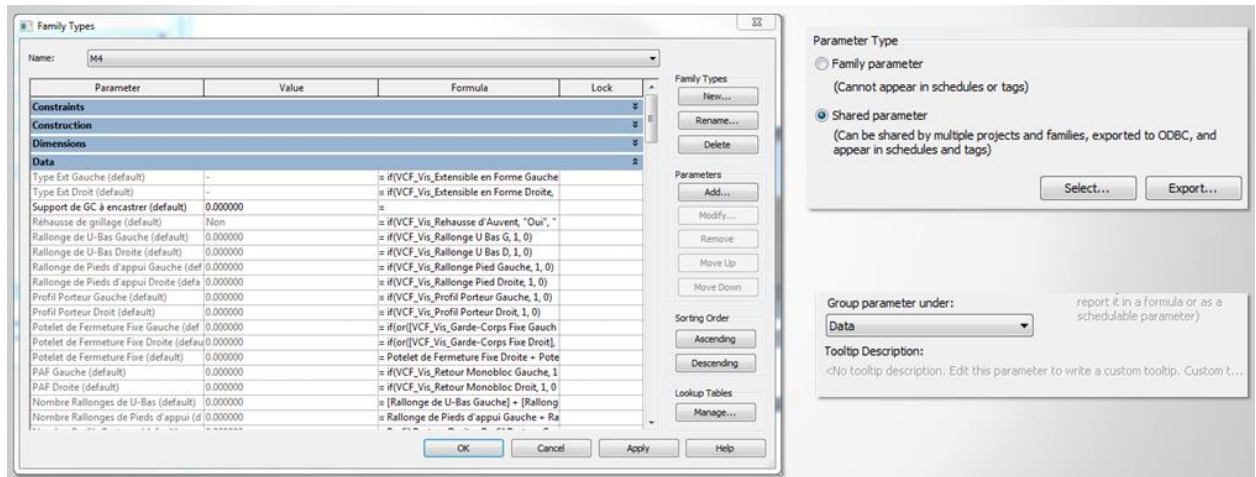 Family Types
Name: M4
Parameter Value Formula Lock
Constraints
Construction
Dimensions
Data
Type Ext Gauche (default) - = if(VCF_Vis_Extensible en Forme Gauche
Type Ext Droit (default) - = if(VCF_Vis_Extensible en Forme Droite,
Support de GC à encastrer (default) 0.000000 =
Réhausse de grillage (default) Non = if(VCF_Vis_Rehausse d'Auvent, "Oui", "
Rallonge de U-Bas Gauche (default) 0.000000 = if(VCF_Vis_Rallonge U Bas G, 1, 0)
Rallonge de U-Bas Droite (default) 0.000000 = if(VCF_Vis_Rallonge U Bas D, 1, 0)
Rallonge de Pieds d'appui Gauche (def 0.000000 = if(VCF_Vis_Rallonge Pied Gauche, 1, 0)
Rallonge de Pieds d'appui Droite (defa 0.000000 = if(VCF_Vis_Rallonge Pied Droite, 1, 0)
Profil Porteur Gauche (default) 0.000000 = if(VCF_Vis_Profil Porteur Gauche, 1, 0)
Profil Porteur Droit (default) 0.000000 = if(VCF_Vis_Profil Porteur Droit, 1, 0)
Potelet de Fermeture Fixe Gauche (def 0.000000 = if(or([VCF_Vis_Garde-Corps Fixe Gauch
Potelet de Fermeture Fixe Droite (defau 0.000000 = if(or([VCF_Vis_Garde-Corps Fixe Droit],
Potelet de Fermeture Fixe (default) 0.000000 = Potelet de Fermeture Fixe Droite + Pote
PAF Gauche (default) 0.000000 = if(VCF_Vis_Retour Monobloc Gauche, 1
PAF Droite (default) 0.000000 = if(VCF_Vis_Retour Monobloc Droit, 1, 0
Nombre Rallonges de U-Bas (default) 0.000000 = [Rallonge de U-Bas Gauche] + [Rallong
Nombre Rallonges de Pieds d'appui (d 0.000000 = Rallonge de Pieds d'appui Gauche + Ra
Family Types
New...
Rename...
Delete
Parameters
Add...
Modify...
Remove
Move Up
Move Down
Sorting Order
Ascending
Descending
Lookup Tables
Manage...
OK Cancel Apply Help
Parameter Type
Family parameter
(Cannot appear in schedules or tags)
Shared parameter
(Can be shared by multiple projects and families, exported to ODBC, and
appear in schedules and tags)
Select... Export...
Group parameter under:
Data
report it in a formula or as a
schedulable parameter)
Tooltip Description:
<No tooltip description. Edit this parameter to write a custom tooltip. Custom t...